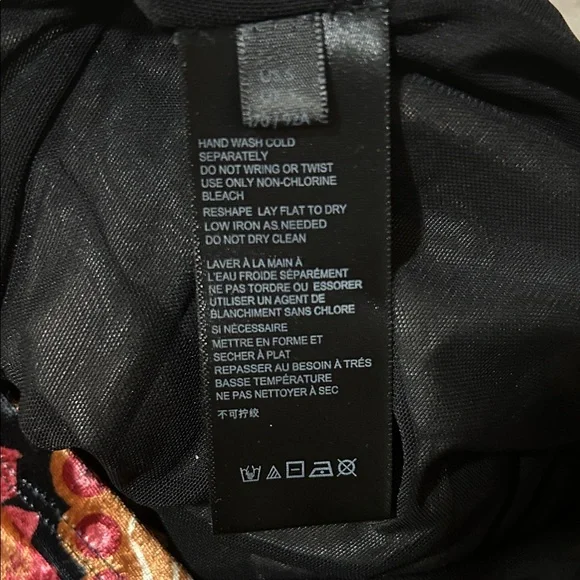 US S
170 / 92A
HAND WASH COLD
SEPARATELY
DO NOT WRING OR TWIST
USE ONLY NON-CHLORINE
BLEACH
RESHAPE LAY FLAT TO DRY
LOW IRON AS NEEDED
DO NOT DRY CLEAN
LAVER À LA MAIN À
L'EAU FROIDE SÉPARÉMENT
NE PAS TORDRE OU ESSORER
UTILISER UN AGENT DE
BLANCHIMENT SANS CHLORE
SI NÉCESSAIRE
METTRE EN FORME ET
SECHER À PLAT
REPASSER AU BESOIN À TRÉS
BASSE TEMPÉRATURE
NE PAS NETTOYER À SEC
不可拧绞